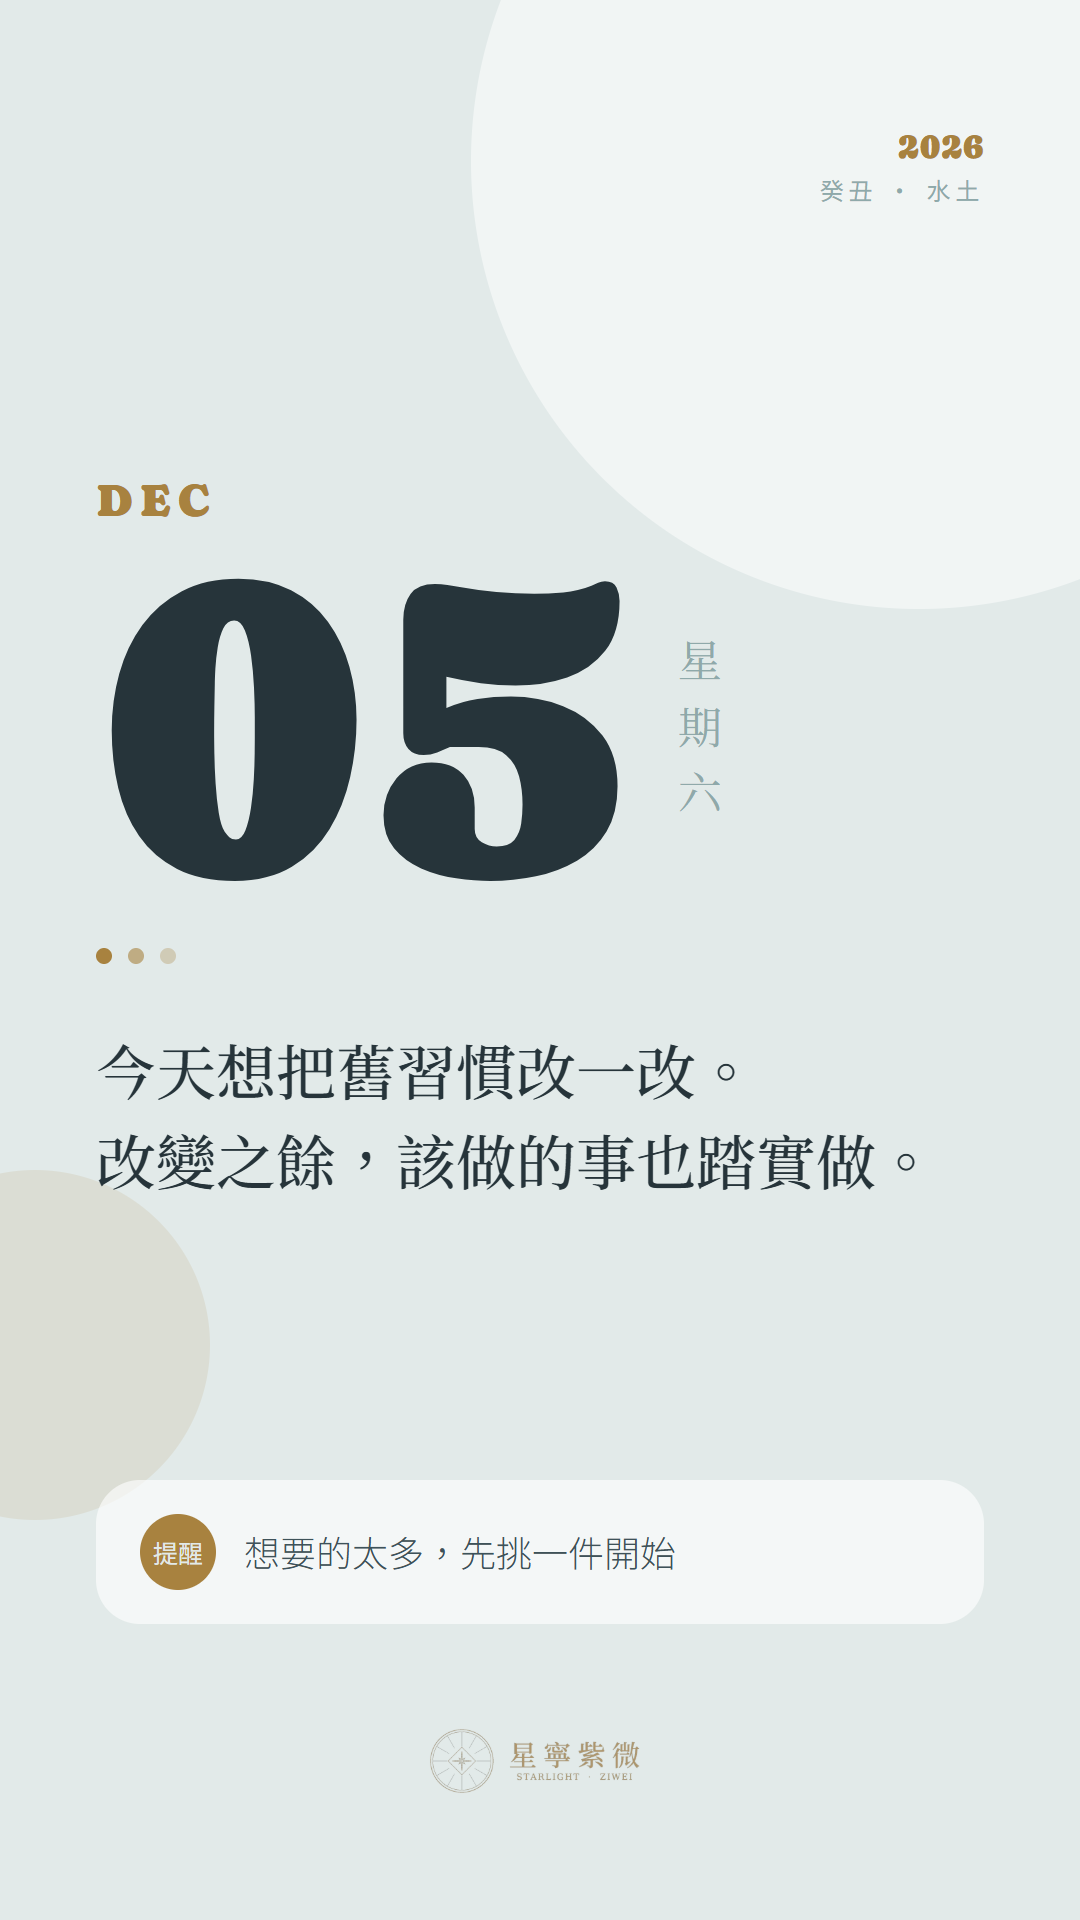 2026
癸丑 · 水土
DEC
05
星期六
今天想把舊習慣改一改。
改變之餘，該做的事也踏實做。
提醒
想要的太多，先挑一件開始
星寧紫微
STARLIGHT · ZIWEI